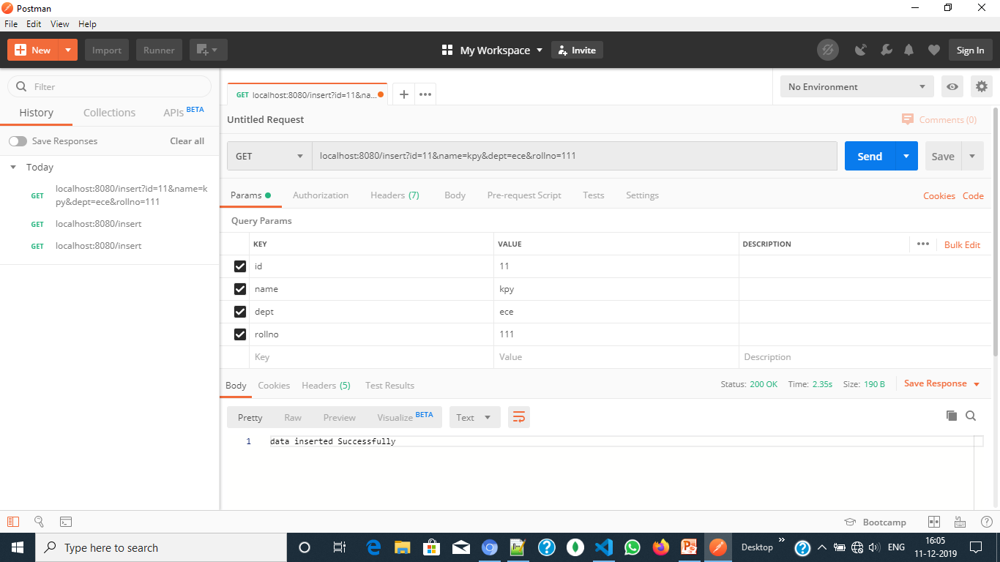 Postman
File Edit View Help
New Import Runner My Workspace Invite Sign In
Filter
History Collections APIs BETA
Save Responses Clear all
Today
GET localhost:8080/insert?id=11&name=k
py&dept=ece&rollno=111
GET localhost:8080/insert
GET localhost:8080/insert
GET localhost:8080/insert?id=11&na... + •••
No Environment
Untitled Request Comments (0)
GET localhost:8080/insert?id=11&name=kpy&dept=ece&rollno=111 Send Save
Params Authorization Headers (7) Body Pre-request Script Tests Settings Cookies Code
Query Params
KEY VALUE DESCRIPTION ••• Bulk Edit
id 11
name kpy
dept ece
rollno 111
Key Value Description
Body Cookies Headers (5) Test Results Status: 200 OK Time: 2.35s Size: 190 B Save Response
Pretty Raw Preview Visualize BETA Text
1 data inserted Successfully
Bootcamp
Type here to search Desktop » ENG 16:05
11-12-2019